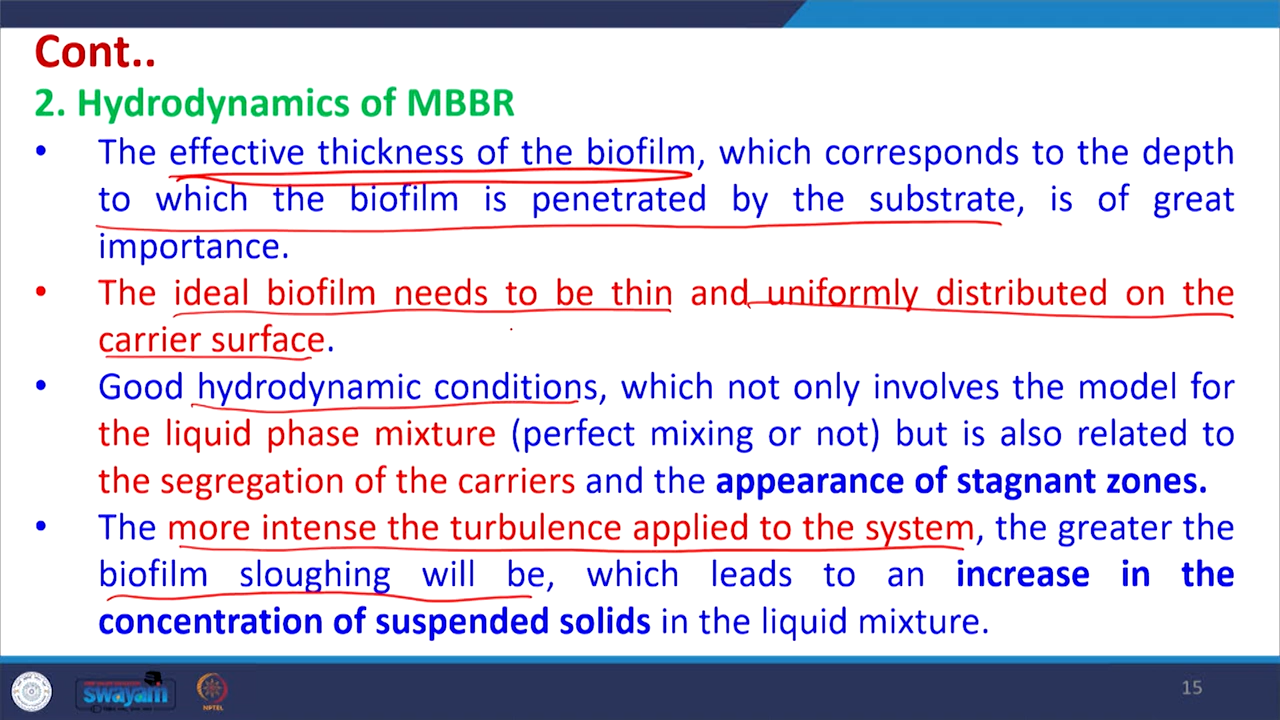 Cont..
2. Hydrodynamics of MBBR
• The effective thickness of the biofilm, which corresponds to the depth
to which the biofilm is penetrated by the substrate, is of great
importance.
• The ideal biofilm needs to be thin and uniformly distributed on the
carrier surface.
• Good hydrodynamic conditions, which not only involves the model for
the liquid phase mixture (perfect mixing or not) but is also related to
the segregation of the carriers and the appearance of stagnant zones.
• The more intense the turbulence applied to the system, the greater the
biofilm sloughing will be, which leads to an increase in the
concentration of suspended solids in the liquid mixture.
swayam
NPTEL
15